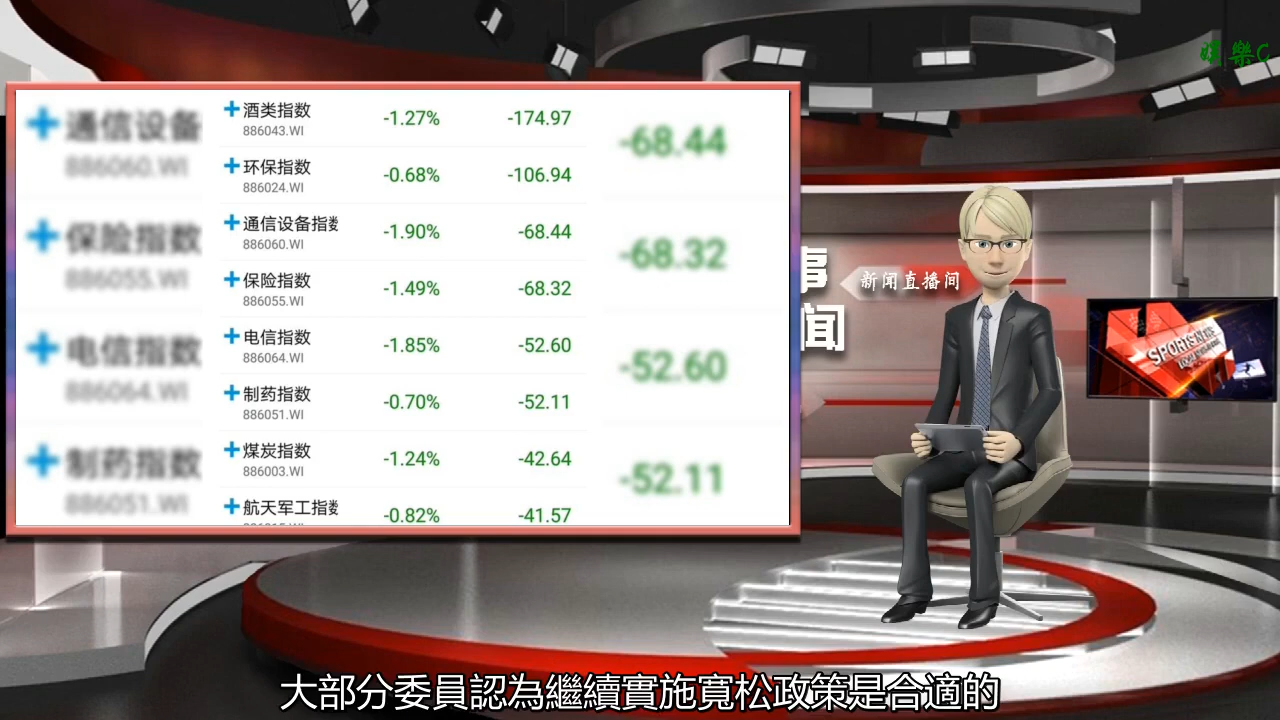 通信设备
886060.WI
保险指数
886055.WI
电信指数
886064.WI
制药指数
886051.WI
酒类指数
886043.WI
-1.27%
-174.97
环保指数
886024.WI
-0.68%
-106.94
通信设备指数
886060.WI
-1.90%
-68.44
保险指数
886055.WI
-1.49%
-68.32
电信指数
886064.WI
-1.85%
-52.60
制药指数
886051.WI
-0.70%
-52.11
煤炭指数
886003.WI
-1.24%
-42.64
航天军工指数
-0.82%
-41.57
-68.44
-68.32
-52.60
-52.11
闻
新闻直播间
SPORTS
樂
大部分委員認為繼續實施寬松政策是合適的